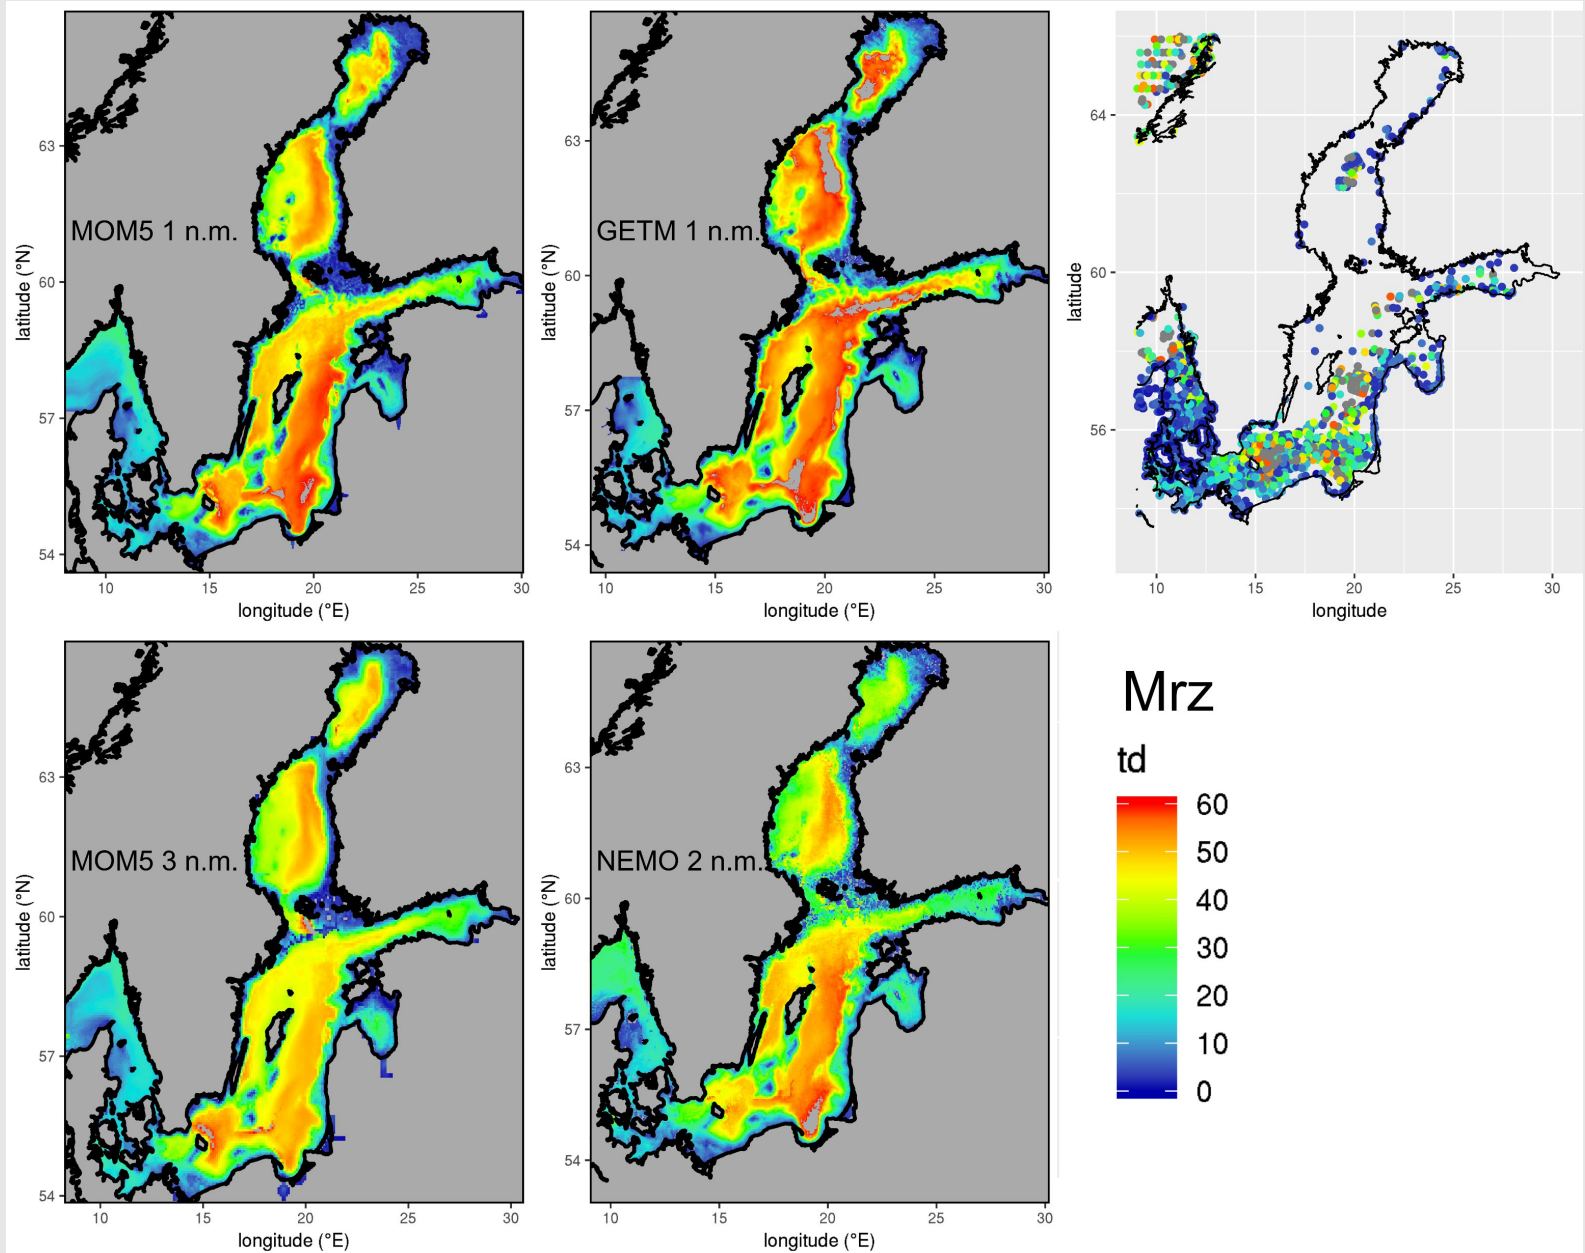 MOM5 1 n.m.
latitude (°N)
63
60
57
54
10 15 20 25 30
longitude (°E)
GETM 1 n.m.
latitude (°N)
63
60
57
54
10 15 20 25 30
longitude (°E)
latitude
64
60
56
10 15 20 25 30
longitude
MOM5 3 n.m.
latitude (°N)
63
60
57
54
10 15 20 25 30
longitude (°E)
NEMO 2 n.m.
latitude (°N)
63
60
57
54
10 15 20 25 30
longitude (°E)
Mrz
td
60
50
40
30
20
10
0